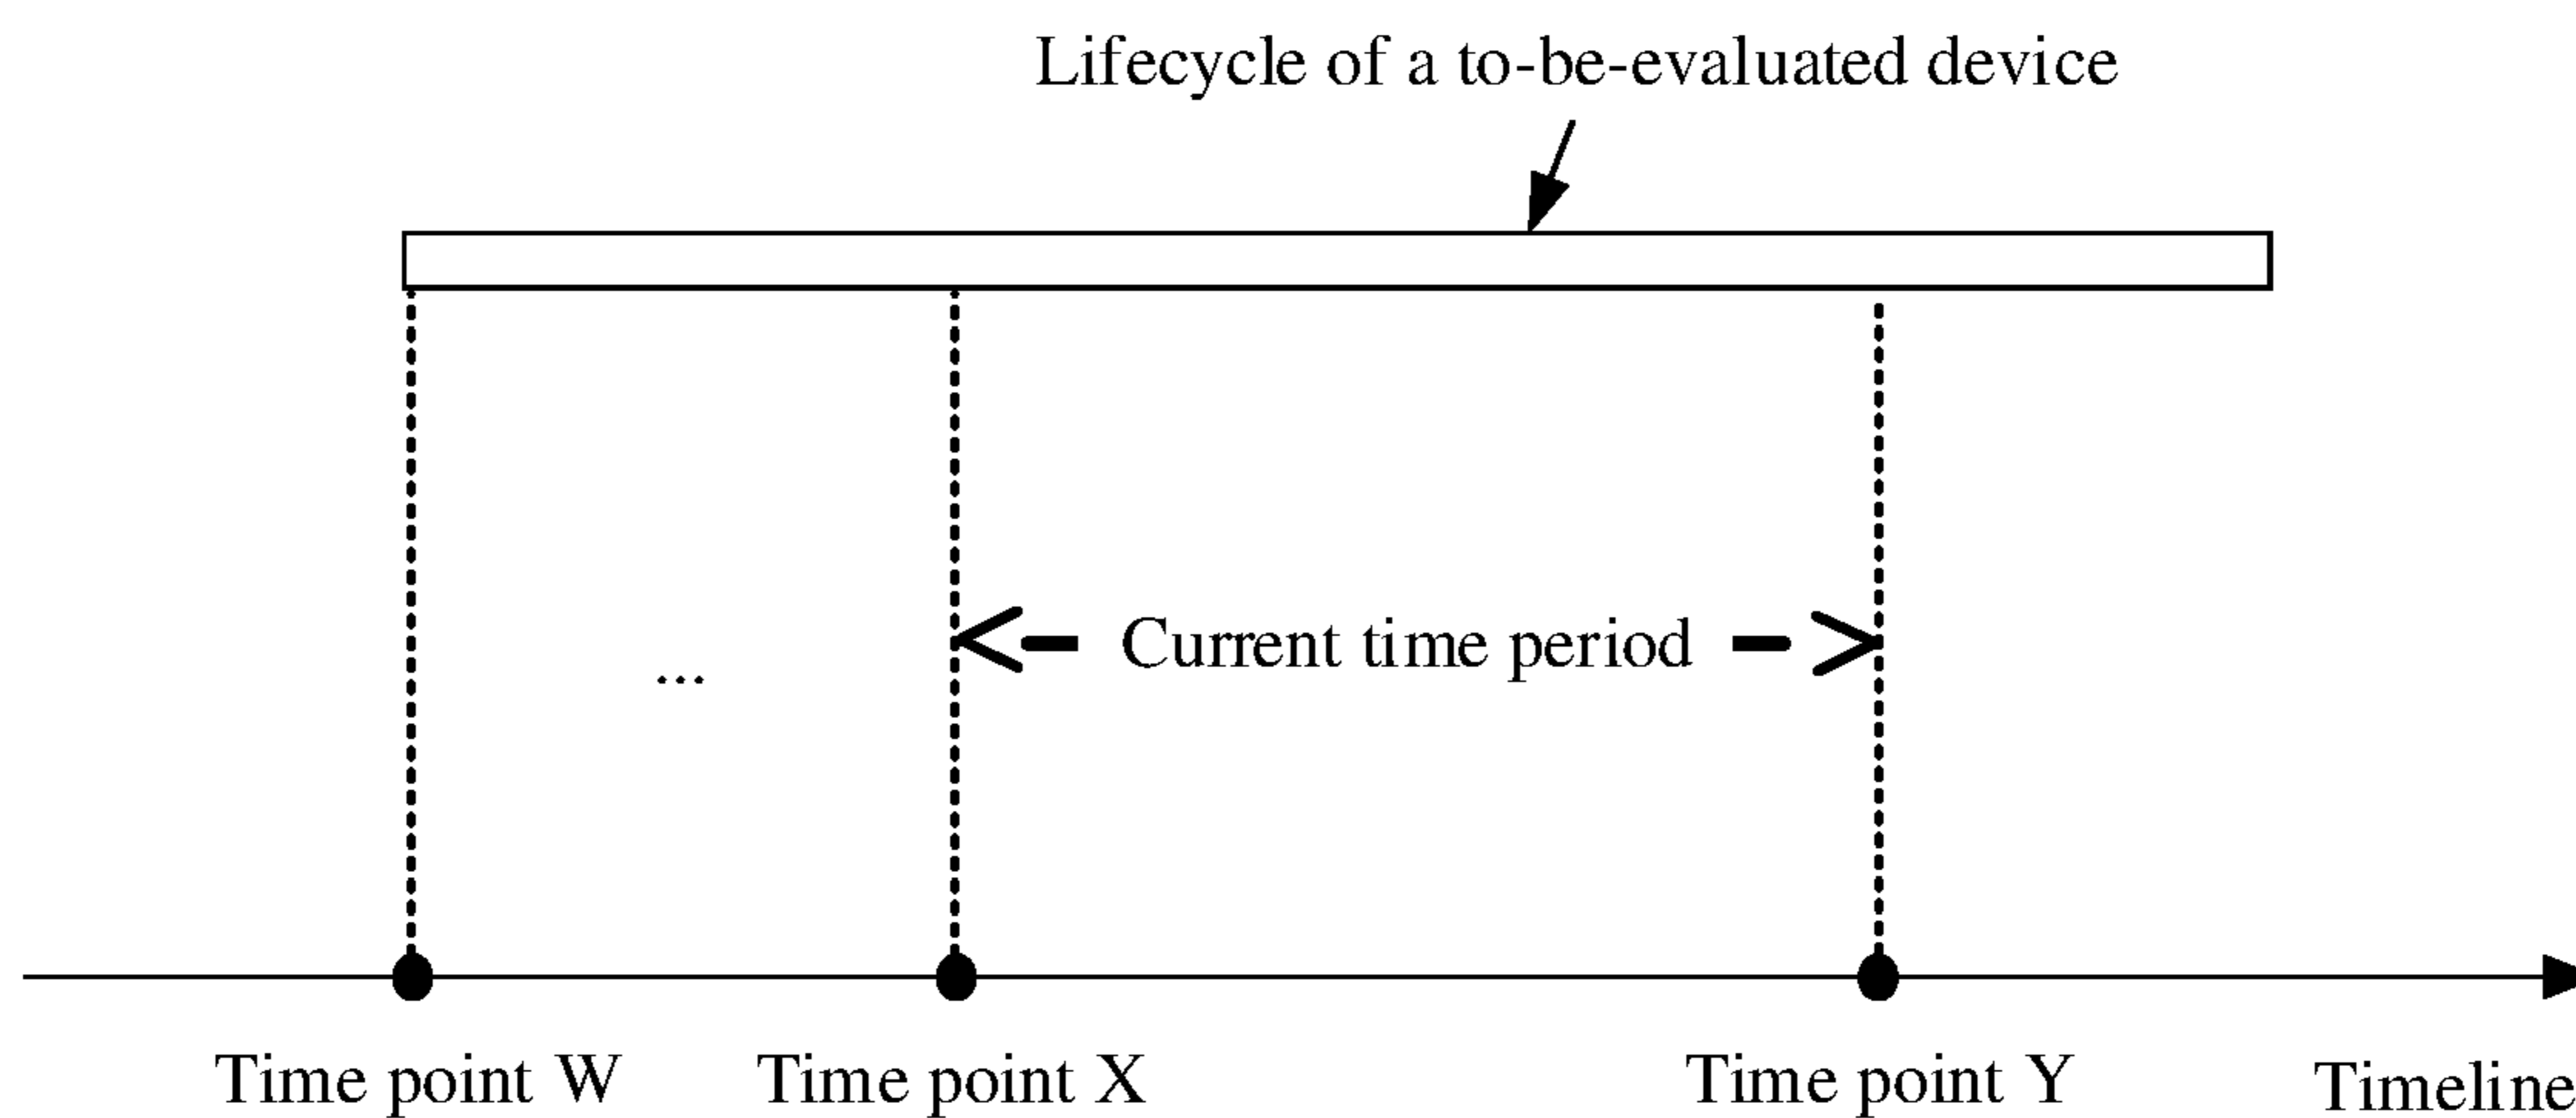 Lifecycle of a to-be-evaluated device
...
Current time period
Time point W
Time point X
Time point Y
Timeline